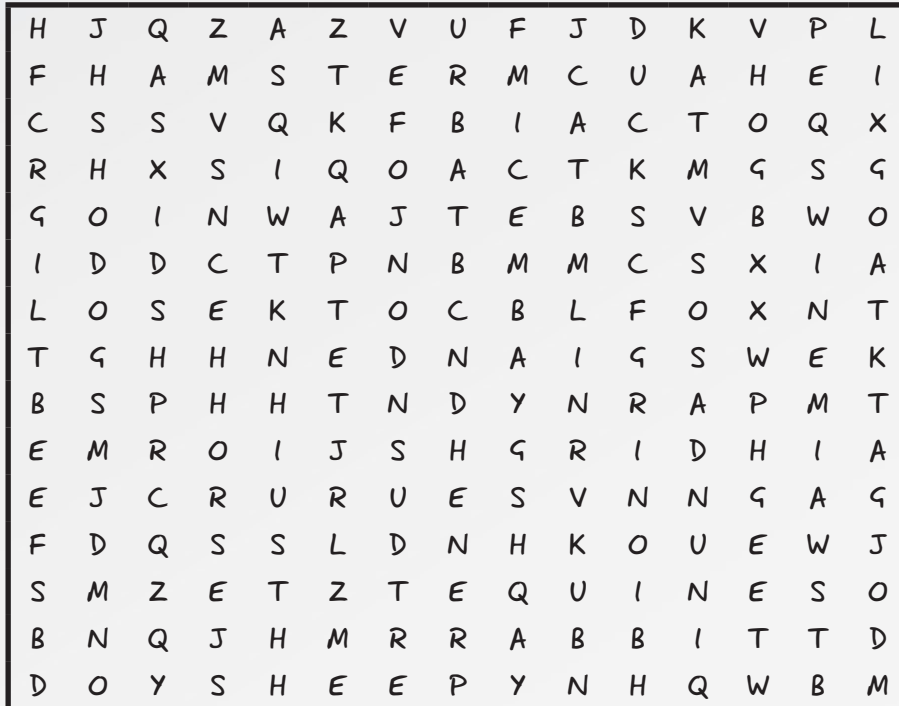 H J Q Z A Z V U F J D K V P L
F H A M S T E R M C U A H E I
C S S V Q K F B I A C T O Q X
R H X S I Q O A C T K M G S G
G O I N W A J T E B S V B W O
I D D C T P N B M M C S X I A
L O S E K T O C B L F O X N T
T G H H N E D N A I G S W E K
B S P H H T N D Y N R A P M T
E M R O I J S H G R I D H I A
E J C R U R U E S V N N G A G
F D Q S S L D N H K O U E W J
S M Z E T Z T E Q U I N E S O
B N Q J H M R R A B B I T T D
D O Y S H E E P Y N H Q W B M